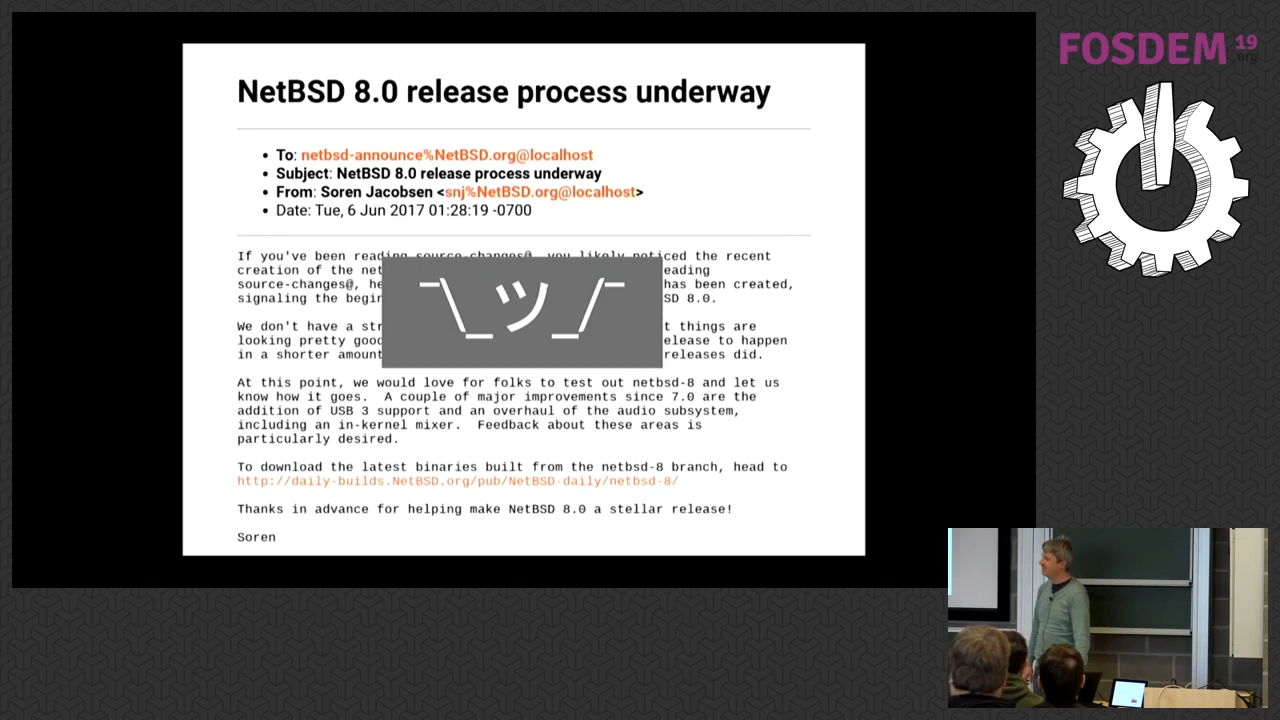 FOSDEM 19
.org
NetBSD 8.0 release process underway
• To: netbsd-announce%NetBSD.org@localhost
• Subject: NetBSD 8.0 release process underway
• From: Soren Jacobsen <snj%NetBSD.org@localhost>
• Date: Tue, 6 Jun 2017 01:28:19 -0700
If you've been reading source-changes@, you likely noticed the recent
creation of the net eading
source-changes@, he has been created,
signaling the begin SD 8.0.
¯\_ツ_/¯
We don't have a str t things are
looking pretty good elease to happen
in a shorter amount releases did.
At this point, we would love for folks to test out netbsd-8 and let us
know how it goes. A couple of major improvements since 7.0 are the
addition of USB 3 support and an overhaul of the audio subsystem,
including an in-kernel mixer. Feedback about these areas is
particularly desired.
To download the latest binaries built from the netbsd-8 branch, head to
http://daily-builds.NetBSD.org/pub/NetBSD-daily/netbsd-8/
Thanks in advance for helping make NetBSD 8.0 a stellar release!
Soren